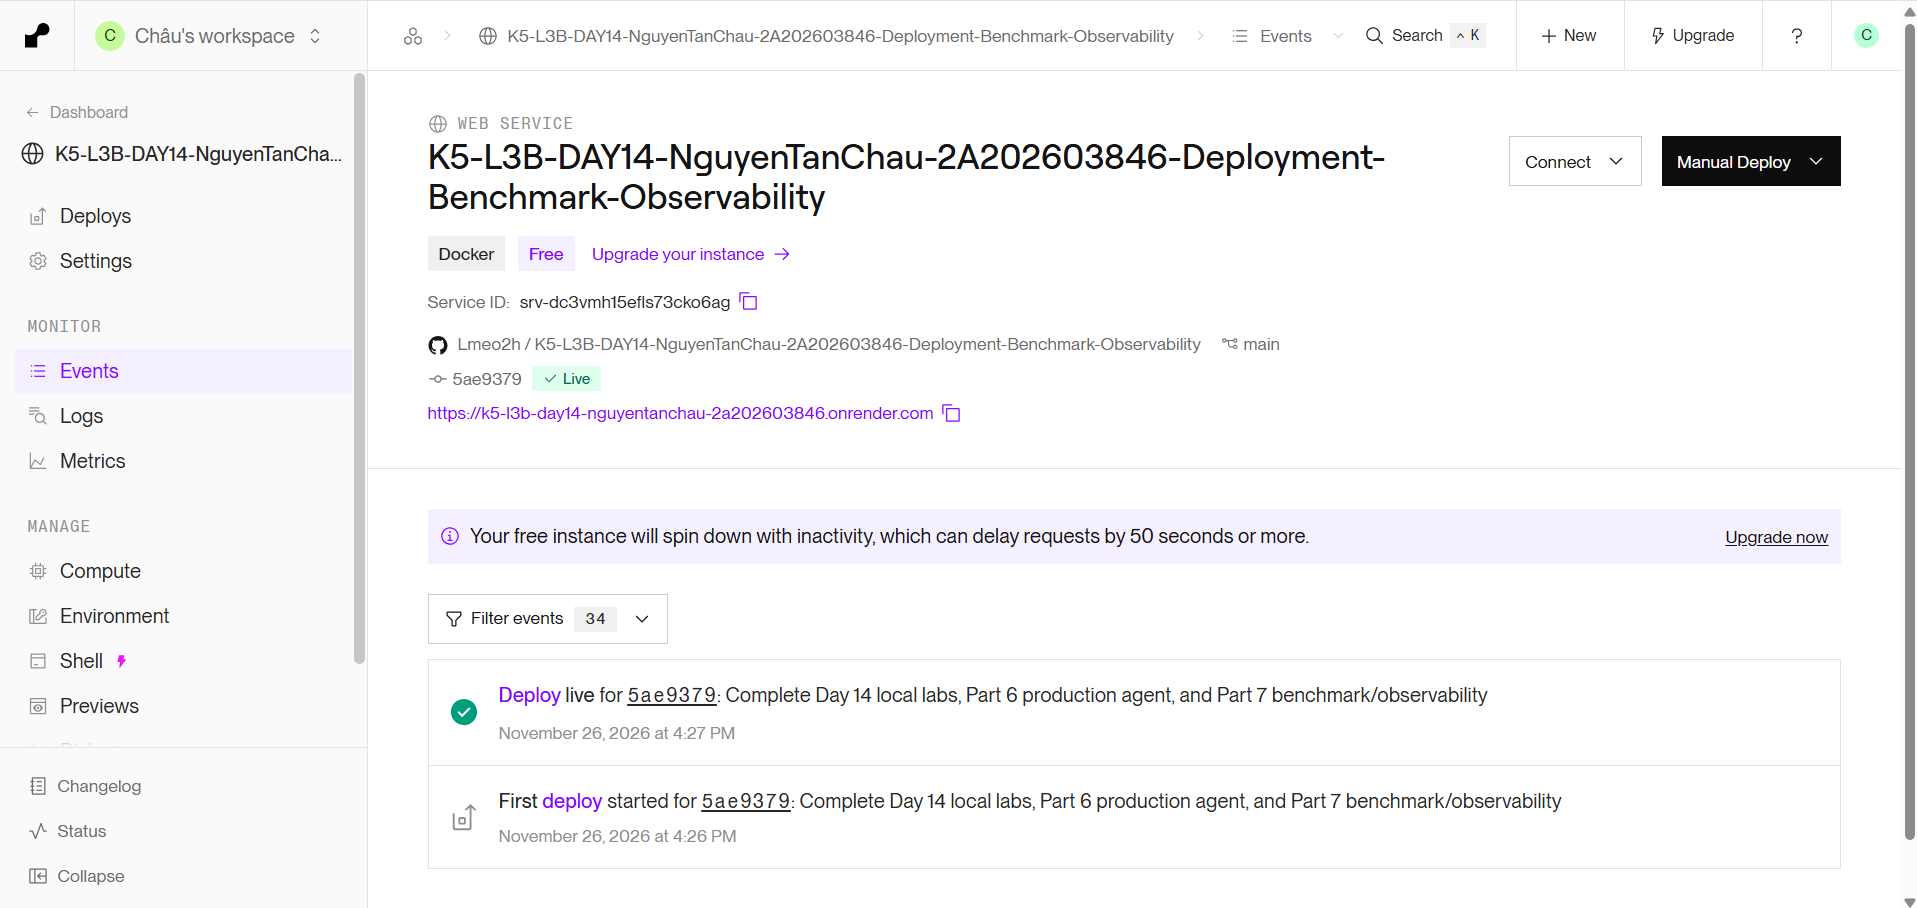 C Châu's workspace
K5-L3B-DAY14-NguyenTanChau-2A202603846-Deployment-Benchmark-Observability
Events
Search ^ K
New
Upgrade
?
C
Dashboard
K5-L3B-DAY14-NguyenTanCha...
Deploys
Settings
MONITOR
Events
Logs
Metrics
MANAGE
Compute
Environment
Shell
Previews
Changelog
Status
Collapse
WEB SERVICE
K5-L3B-DAY14-NguyenTanChau-2A202603846-Deployment-
Benchmark-Observability
Connect
Manual Deploy
Docker Free Upgrade your instance
Service ID: srv-dc3vmh15efls73cko6ag
Lmeo2h / K5-L3B-DAY14-NguyenTanChau-2A202603846-Deployment-Benchmark-Observability main
5ae9379 Live
https://k5-l3b-day14-nguyentanchau-2a202603846.onrender.com
Your free instance will spin down with inactivity, which can delay requests by 50 seconds or more.
Upgrade now
Filter events 34
Deploy live for 5ae9379: Complete Day 14 local labs, Part 6 production agent, and Part 7 benchmark/observability
November 26, 2026 at 4:27 PM
First deploy started for 5ae9379: Complete Day 14 local labs, Part 6 production agent, and Part 7 benchmark/observability
November 26, 2026 at 4:26 PM